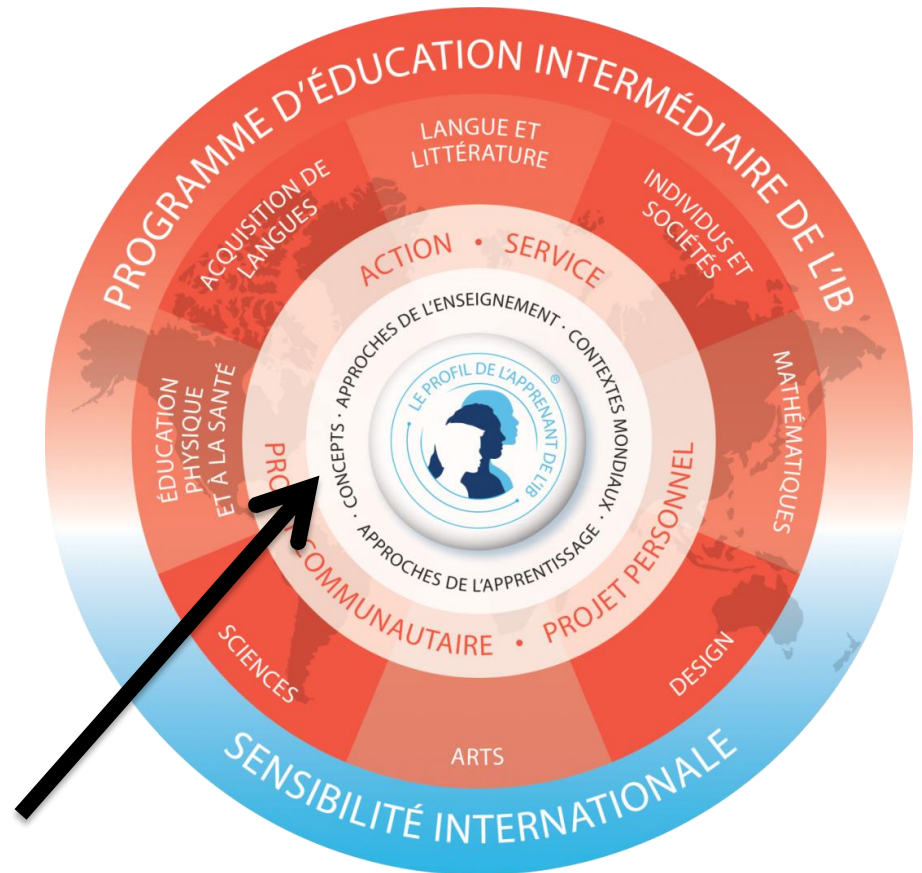 PROGRAMME D'ÉDUCATION INTERMÉDIAIRE DE L'IB
LANGUE ET
LITTÉRATURE
ACQUISITION DE
LANGUES
INDIVIDUS ET
SOCIÉTÉS
ÉDUCATION
PHYSIQUE
ET À LA SANTÉ
MATHÉMATIQUES
SCIENCES
ARTS
DESIGN
ACTION • SERVICE
PRO COMMUNAUTAIRE • PROJET PERSONNEL
CONCEPTS · APPROCHES DE L'ENSEIGNEMENT · CONTEXTES MONDIAUX ·
APPROCHES DE L'APPRENTISSAGE
LE PROFIL DE L'APPRENANT DE L'IB ®
SENSIBILITÉ INTERNATIONALE